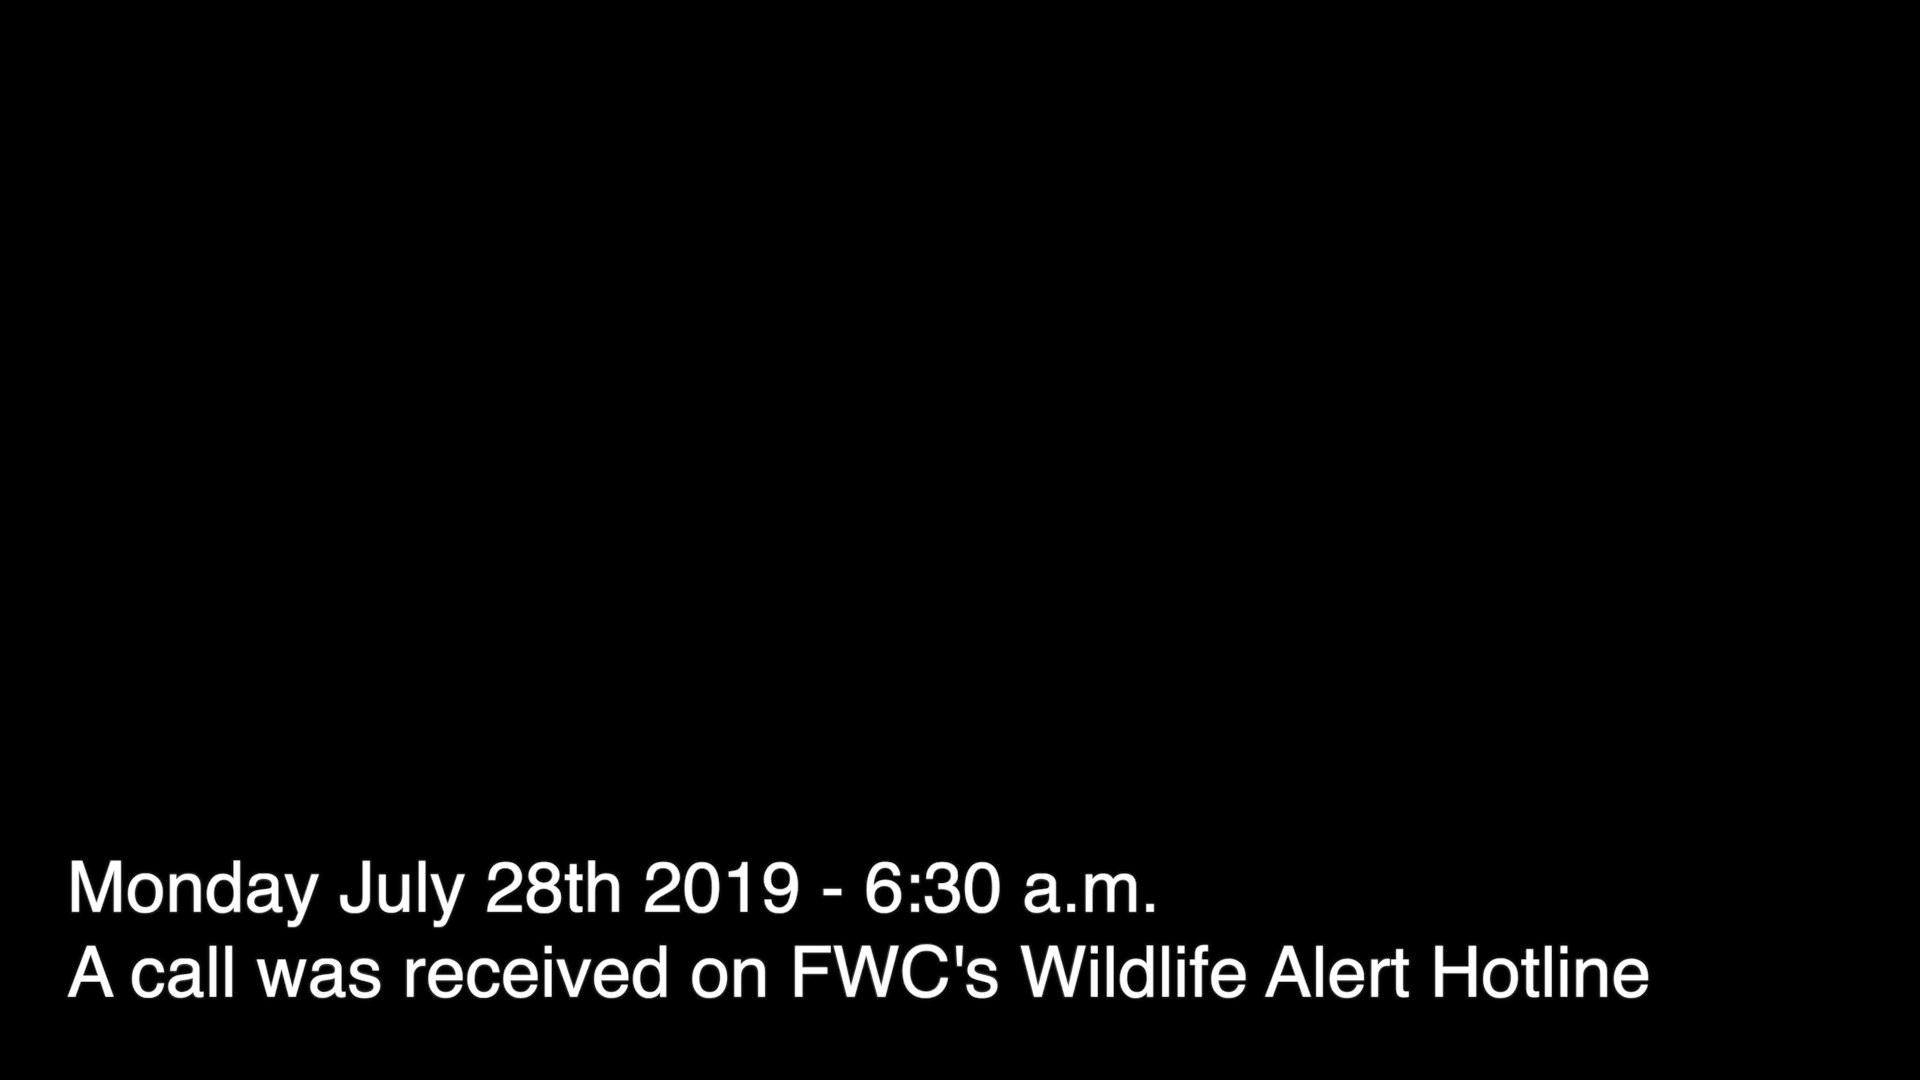 Monday July 28th 2019 - 6:30 a.m.
A call was received on FWC's Wildlife Alert Hotline